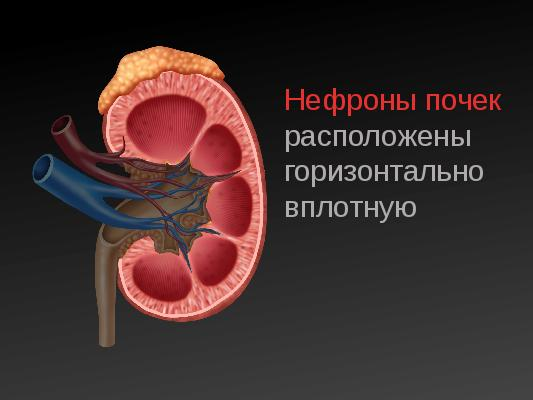 Нефроны почек
расположены
горизонтально
вплотную